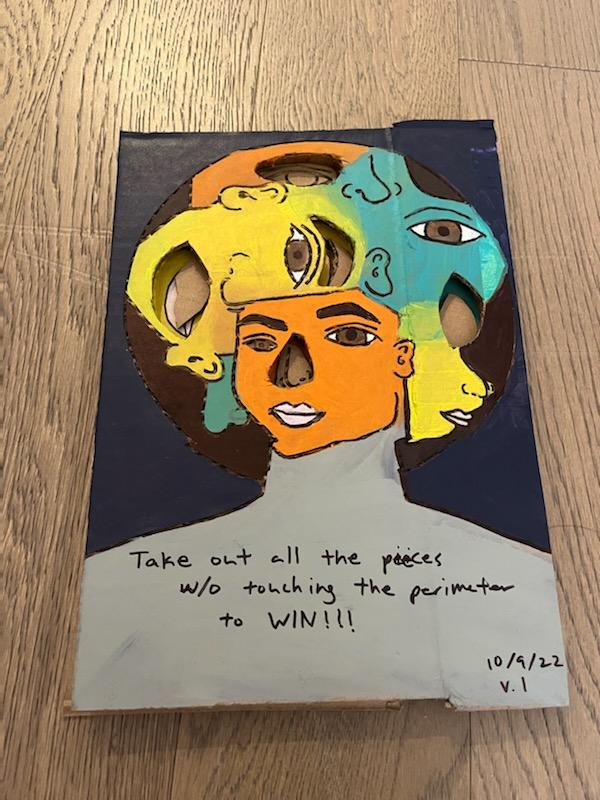 Take out all the pieces
w/o touching the perimeter
to WIN!!!
10/9/22
v.1